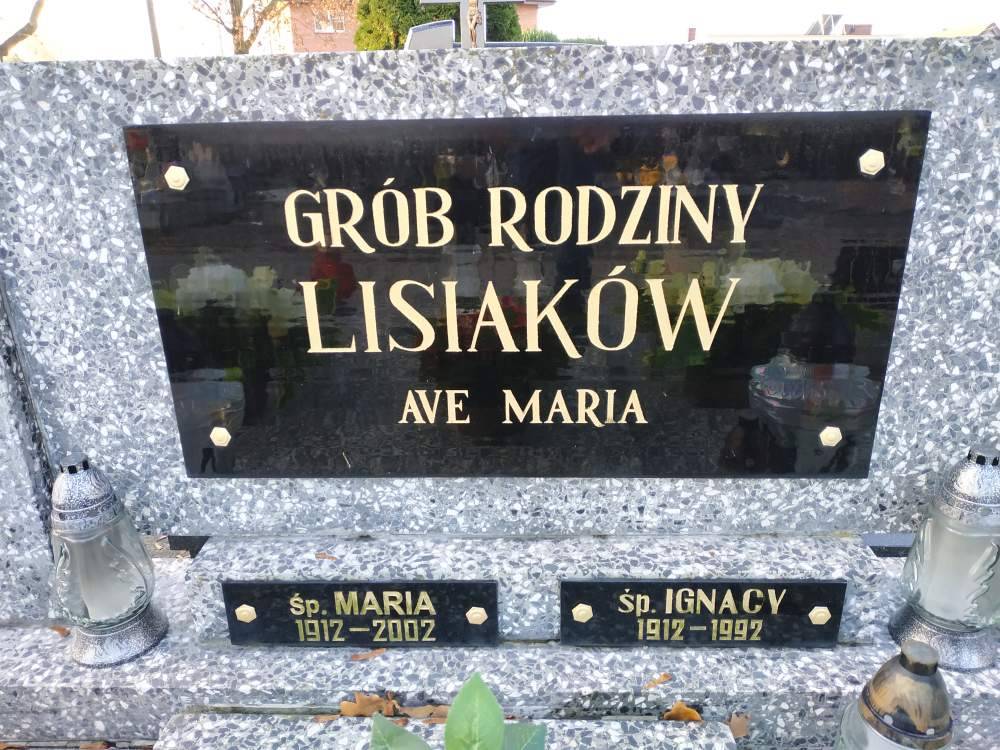 GRÓB RODZINY
LISIAKÓW
AVE MARIA
śp. MARIA
1912-2002
śp. IGNACY
1912-1992